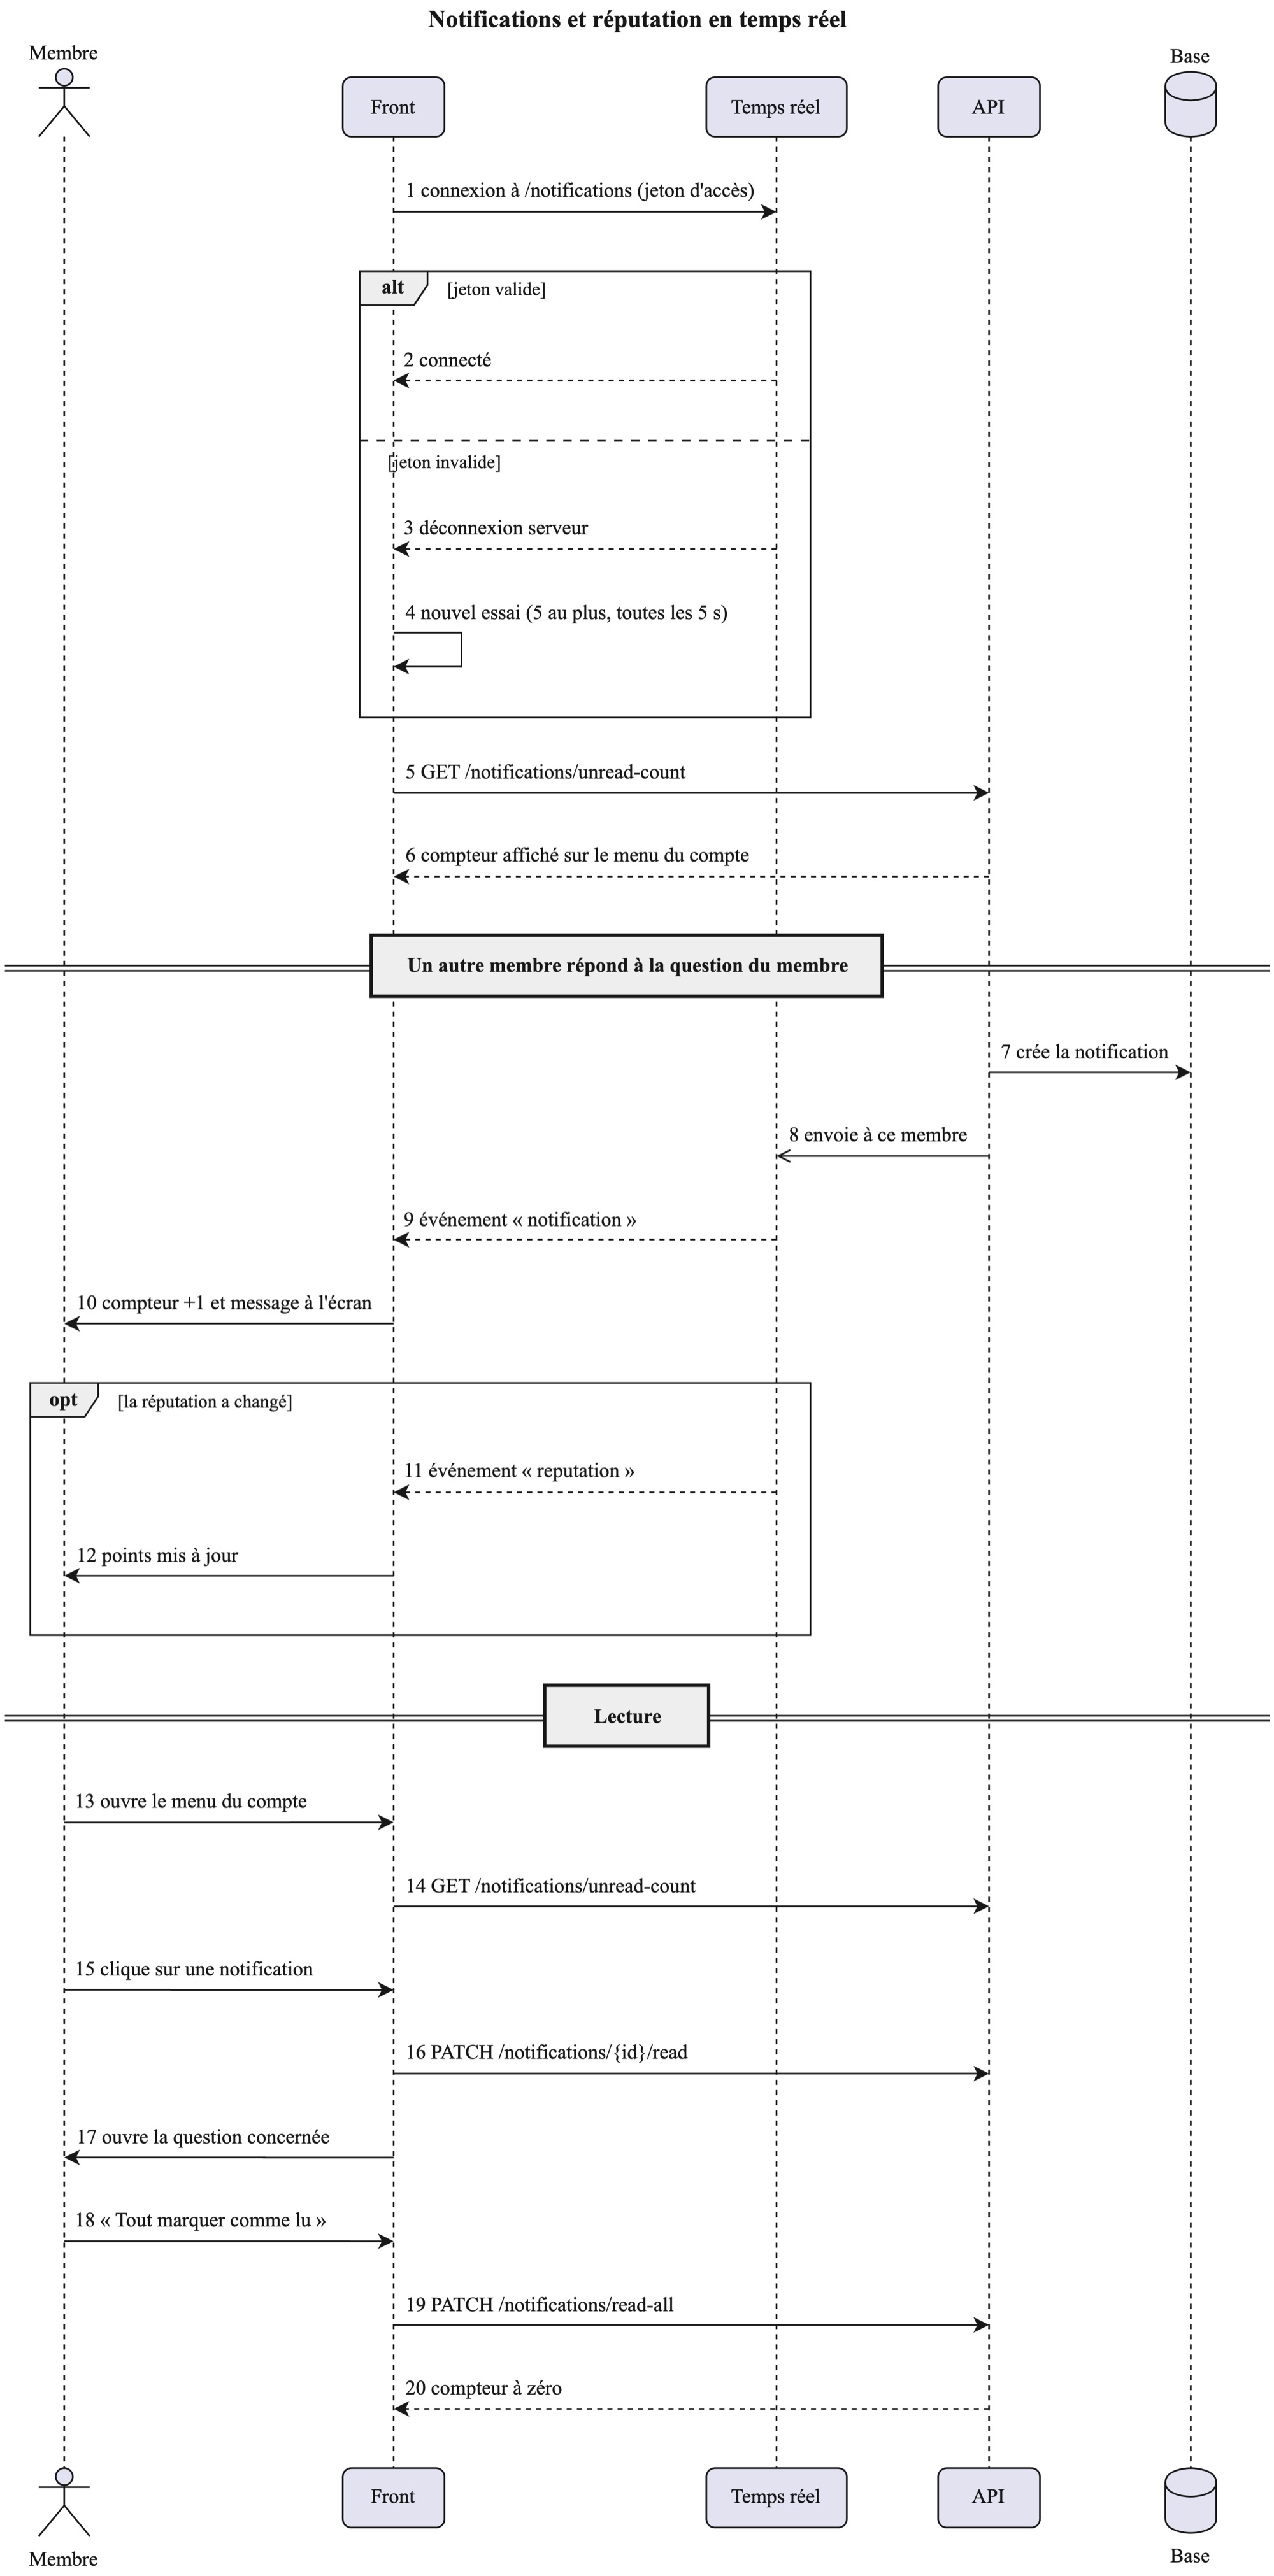 Notifications et réputation en temps réel
Membre
Front
Temps réel
API
Base
1 connexion à /notifications (jeton d'accès)
alt
[jeton valide]
2 connecté
[jeton invalide]
3 déconnexion serveur
4 nouvel essai (5 au plus, toutes les 5 s)
5 GET /notifications/unread-count
6 compteur affiché sur le menu du compte
Un autre membre répond à la question du membre
7 crée la notification
8 envoie à ce membre
9 événement « notification »
10 compteur +1 et message à l'écran
opt
[la réputation a changé]
11 événement « reputation »
12 points mis à jour
Lecture
13 ouvre le menu du compte
14 GET /notifications/unread-count
15 clique sur une notification
16 PATCH /notifications/{id}/read
17 ouvre la question concernée
18 « Tout marquer comme lu »
19 PATCH /notifications/read-all
20 compteur à zéro
Membre
Front
Temps réel
API
Base